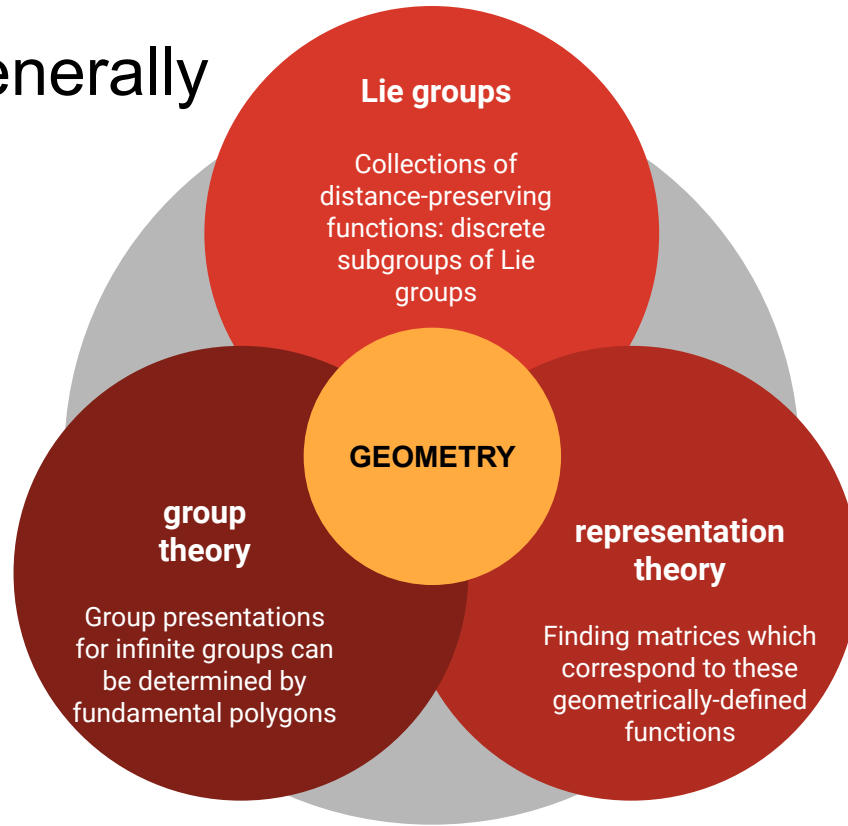 enerally
Lie groups
Collections of
distance-preserving
functions: discrete
subgroups of Lie
groups
GEOMETRY
group
theory
Group presentations
for infinite groups can
be determined by
fundamental polygons
representation
theory
Finding matrices which
correspond to these
geometrically-defined
functions